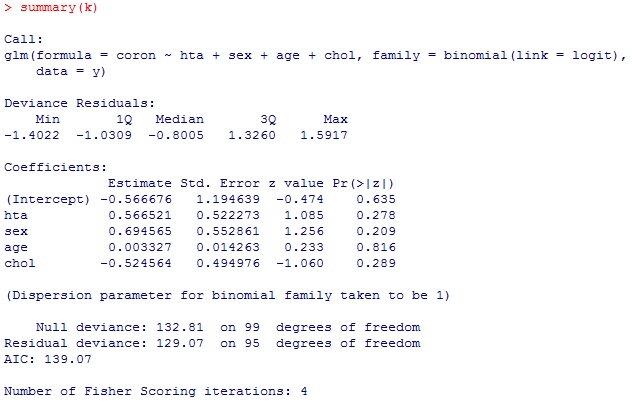 > summary(k)
Call:
glm(formula = coron ~ hta + sex + age + chol, family = binomial(link = logit),
    data = y)
Deviance Residuals:
    Min      1Q  Median      3Q     Max
-1.4022 -1.0309 -0.8005  1.3260  1.5917
Coefficients:
             Estimate Std. Error z value Pr(>|z|)
(Intercept) -0.566676   1.194639  -0.474    0.635
hta          0.566521   0.522273   1.085    0.278
sex          0.694565   0.552861   1.256    0.209
age          0.003327   0.014263   0.233    0.816
chol        -0.524564   0.494976  -1.060    0.289
(Dispersion parameter for binomial family taken to be 1)
    Null deviance: 132.81  on 99  degrees of freedom
Residual deviance: 129.07  on 95  degrees of freedom
AIC: 139.07
Number of Fisher Scoring iterations: 4